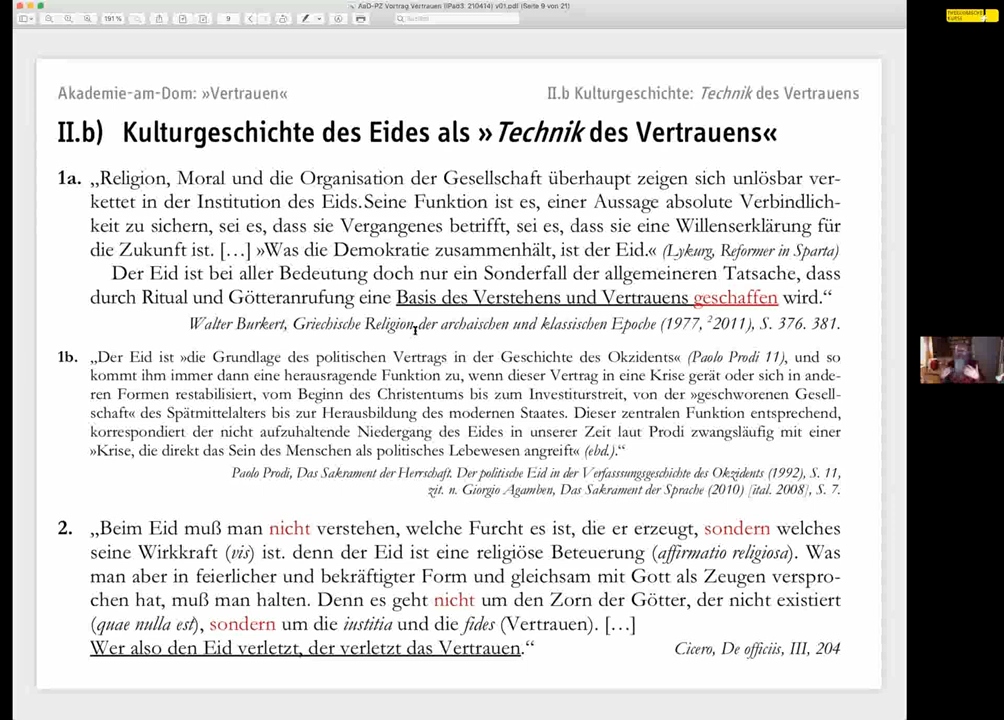 AaD-PZ Vortrag Vertrauen (IPad3; 210414) v01.pdf (Seite 9 von 21)
191%
9
Akademie-am-Dom: »Vertrauen«
II.b Kulturgeschichte: Technik des Vertrauens
II.b) Kulturgeschichte des Eides als »Technik des Vertrauens«
1a. „Religion, Moral und die Organisation der Gesellschaft überhaupt zeigen sich unlösbar ver-
kettet in der Institution des Eids.Seine Funktion ist es, einer Aussage absolute Verbindlich-
keit zu sichern, sei es, dass sie Vergangenes betrifft, sei es, dass sie eine Willenserklärung für
die Zukunft ist. […] »Was die Demokratie zusammenhält, ist der Eid.« (Lykurg, Reformer in Sparta)
Der Eid ist bei aller Bedeutung doch nur ein Sonderfall der allgemeineren Tatsache, dass
durch Ritual und Götteranrufung eine Basis des Verstehens und Vertrauens geschaffen wird.“
Walter Burkert, Griechische Religion der archaischen und klassischen Epoche (1977, ²2011), S. 376. 381.
1b. „Der Eid ist »die Grundlage des politischen Vertrags in der Geschichte des Okzidents« (Paolo Prodi 11), und so
kommt ihm immer dann eine herausragende Funktion zu, wenn dieser Vertrag in eine Krise gerät oder sich in ande-
ren Formen restabilisiert, vom Beginn des Christentums bis zum Investiturstreit, von der »geschworenen Gesell-
schaft« des Spätmittelalters bis zur Herausbildung des modernen Staates. Dieser zentralen Funktion entsprechend,
korrespondiert der nicht aufzuhaltende Niedergang des Eides in unserer Zeit laut Prodi zwangsläufig mit einer
»Krise, die direkt das Sein des Menschen als politisches Lebewesen angreift« (ebd.).“
Paolo Prodi, Das Sakrament der Herrschaft. Der politische Eid in der Verfasssungsgeschichte des Okzidents (1992), S. 11,
zit. n. Giorgio Agamben, Das Sakrament der Sprache (2010) [ital. 2008], S. 7.
2. „Beim Eid muß man nicht verstehen, welche Furcht es ist, die er erzeugt, sondern welches
seine Wirkkraft (vis) ist. denn der Eid ist eine religiöse Beteuerung (affirmatio religiosa). Was
man aber in feierlicher und bekräftigter Form und gleichsam mit Gott als Zeugen verspro-
chen hat, muß man halten. Denn es geht nicht um den Zorn der Götter, der nicht existiert
(quae nulla est), sondern um die iustitia und die fides (Vertrauen). […]
Wer also den Eid verletzt, der verletzt das Vertrauen.“
Cicero, De officiis, III, 204